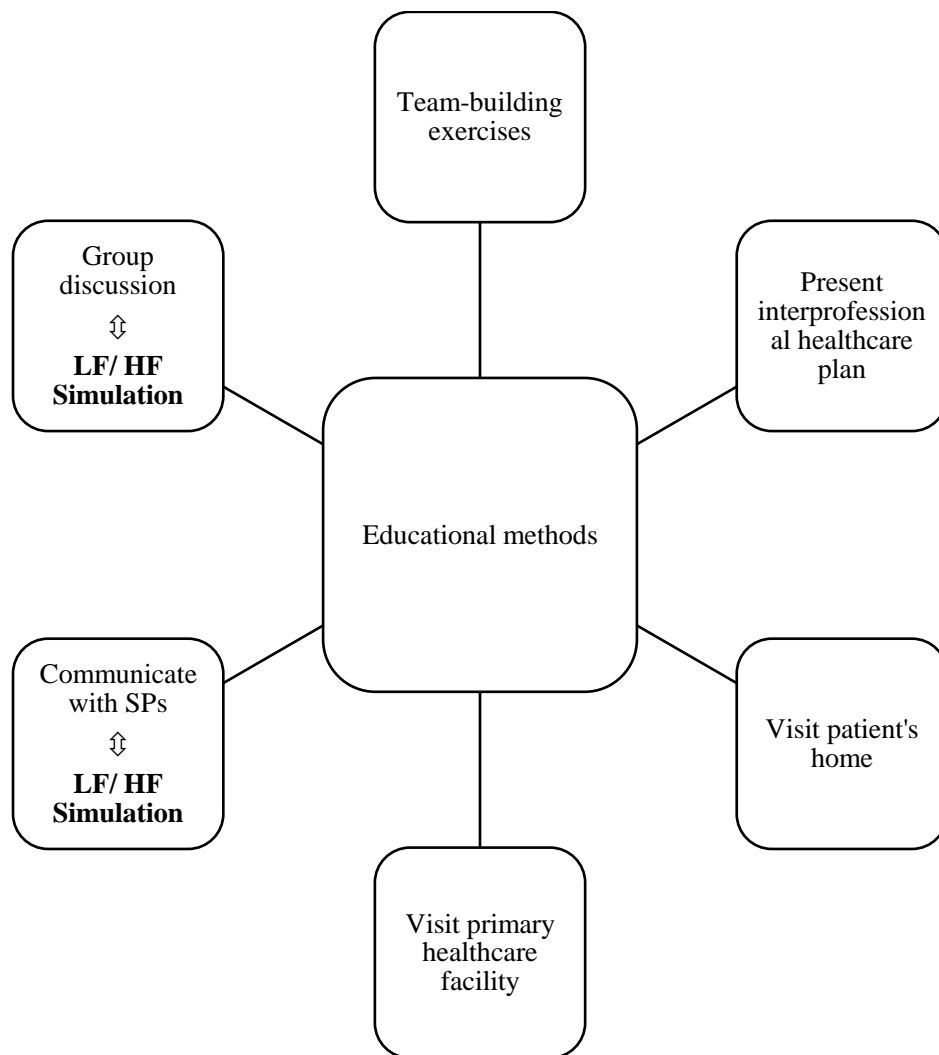 Team-building
exercises
Group
discussion
⇳
LF/ HF
Simulation
Present
interprofession
al healthcare
plan
Educational methods
Communicate
with SPs
⇳
LF/ HF
Simulation
Visit patient's
home
Visit primary
healthcare
facility